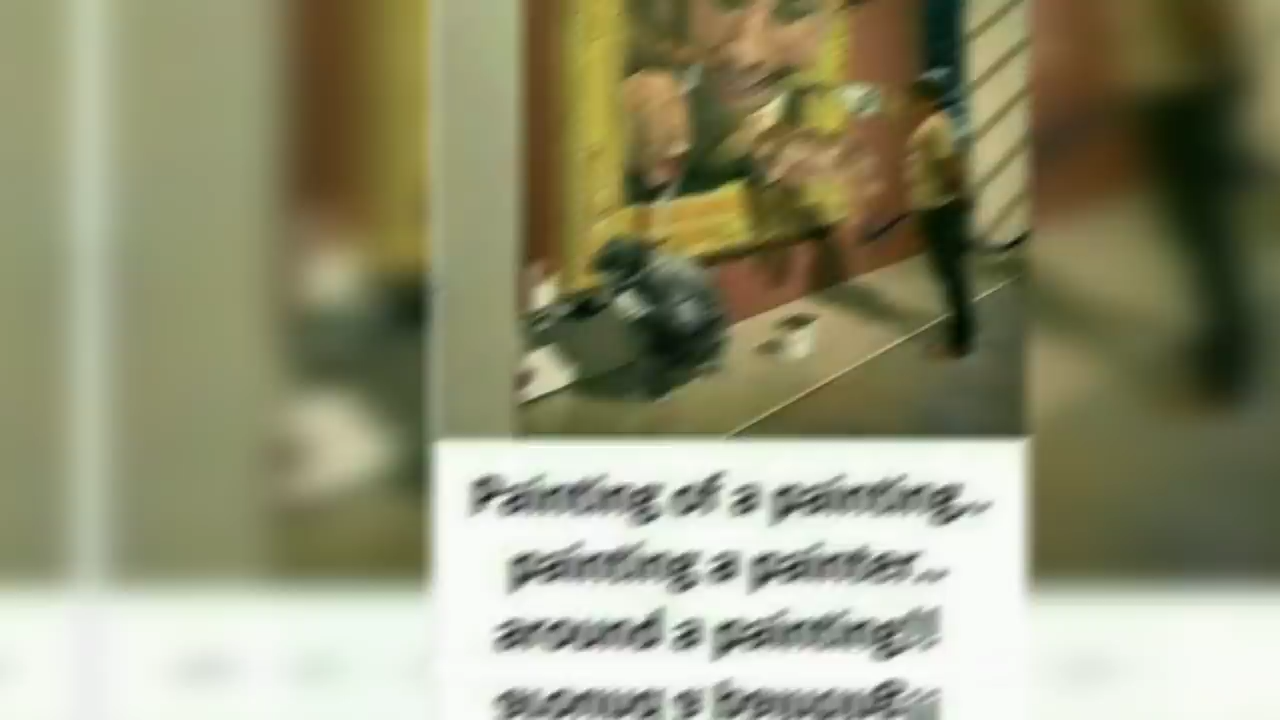 Painting of a painting..
painting a painter..
around a painting!!